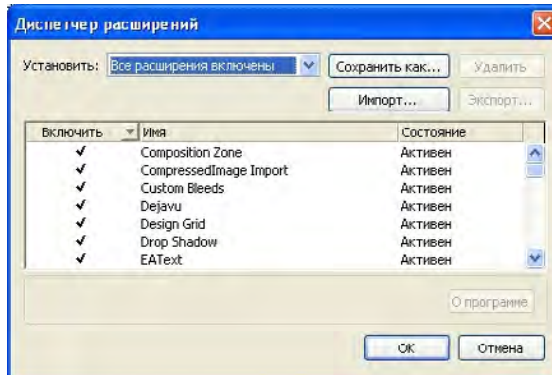 Диспетчер расширений
Установить: Все расширения включены Сохранить как... Удалить
Импорт... Экспорт...
Включить Имя Состояние
Composition Zone Активен
CompressedImage Import Активен
Custom Bleeds Активен
Dejavu Активен
Design Grid Активен
Drop Shadow Активен
EAText Активен
О программе
ОК Отмена